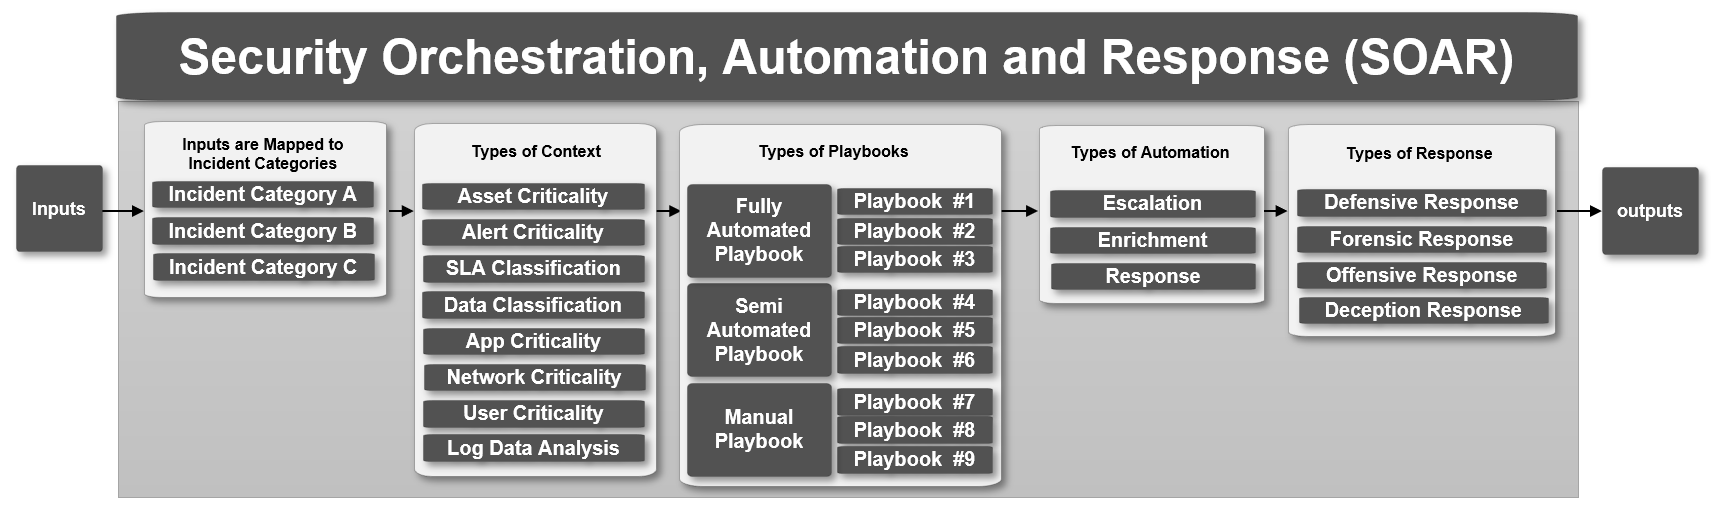 Security Orchestration, Automation and Response (SOAR)
Inputs
Inputs are Mapped to
Incident Categories
Incident Category A
Incident Category B
Incident Category C
Types of Context
Asset Criticality
Alert Criticality
SLA Classification
Data Classification
App Criticality
Network Criticality
User Criticality
Log Data Analysis
Types of Playbooks
Fully
Automated
Playbook
Playbook #1
Playbook #2
Playbook #3
Semi
Automated
Playbook
Playbook #4
Playbook #5
Playbook #6
Manual
Playbook
Playbook #7
Playbook #8
Playbook #9
Types of Automation
Escalation
Enrichment
Response
Types of Response
Defensive Response
Forensic Response
Offensive Response
Deception Response
outputs